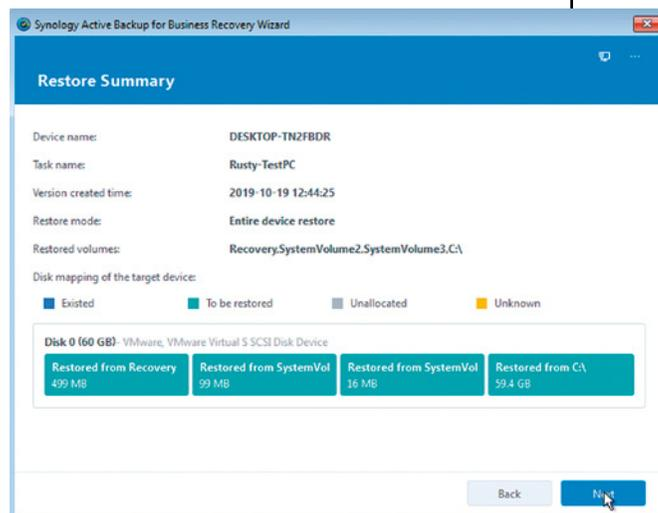 Synology Active Backup for Business Recovery Wizard
Restore Summary
Device name: DESKTOP-TN2FBDR
Task name: Rusty-TestPC
Version created time: 2019-10-19 12:44:25
Restore mode: Entire device restore
Restored volumes: Recovery,SystemVolume2,SystemVolume3,C:\
Disk mapping of the target device:
Existed To be restored Unallocated Unknown
Disk 0 (60 GB)- VMware, VMware Virtual S SCSI Disk Device
Restored from Recovery Restored from SystemVol Restored from SystemVol Restored from C:\
499 MB 99 MB 16 MB 59.4 GB
Back Next